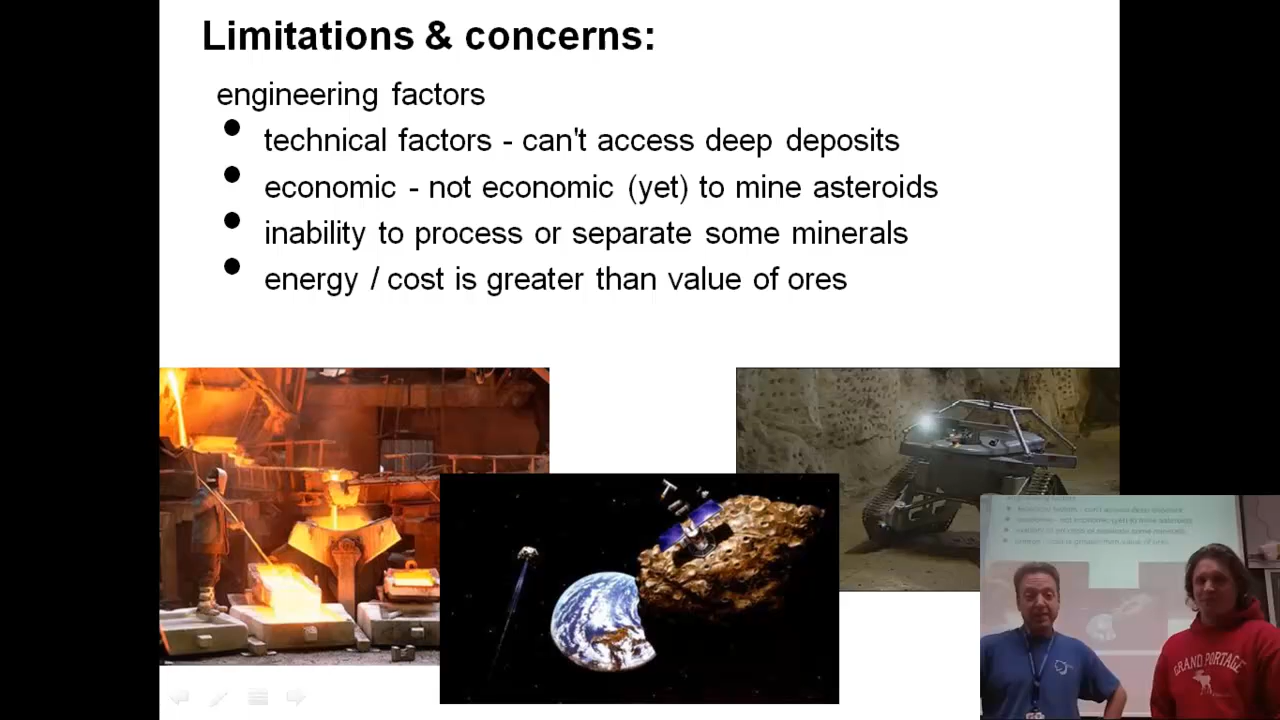 Limitations & concerns:
engineering factors
technical factors - can't access deep deposits
economic - not economic (yet) to mine asteroids
inability to process or separate some minerals
energy / cost is greater than value of ores
GRAND PORTAGE